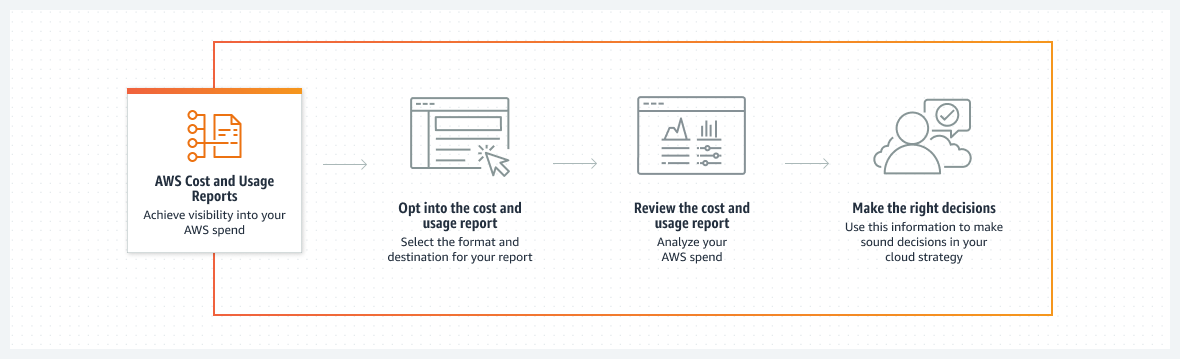 AWS Cost and Usage
Reports
Achieve visibility into your
AWS spend
Opt into the cost and
usage report
Select the format and
destination for your report
Review the cost and
usage report
Analyze your
AWS spend
Make the right decisions
Use this information to make
sound decisions in your
cloud strategy